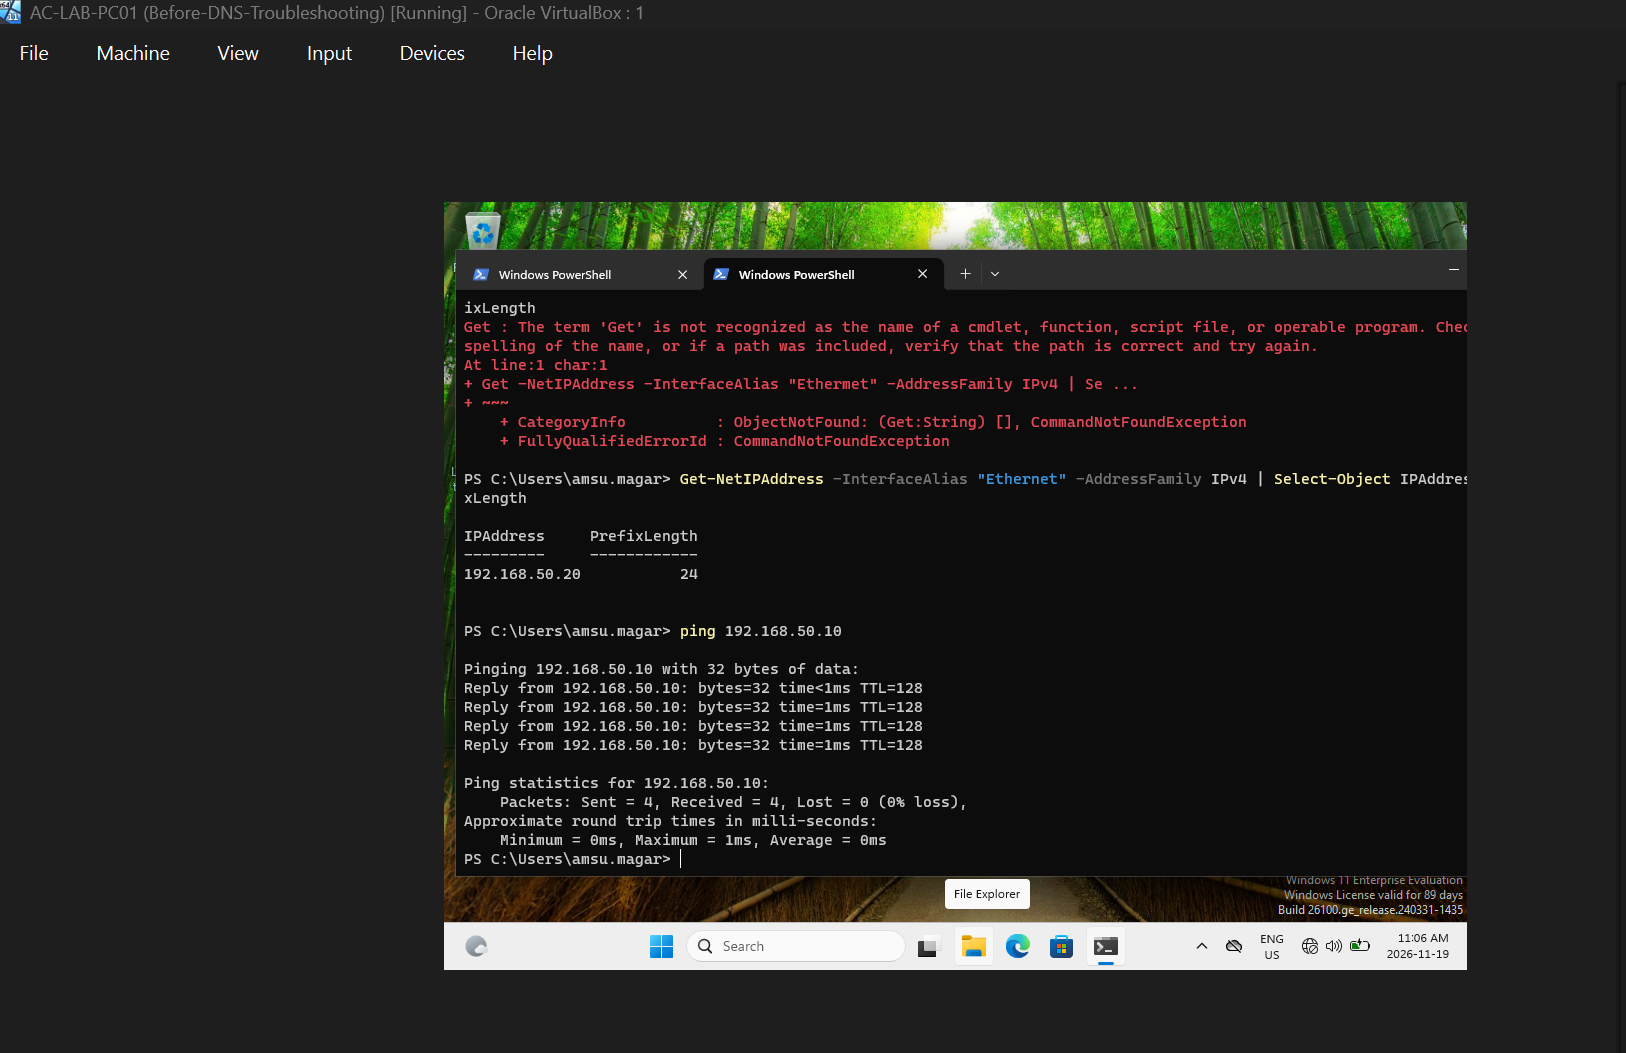 AC-LAB-PC01 (Before-DNS-Troubleshooting) [Running] - Oracle VirtualBox : 1
File Machine View Input Devices Help
Windows PowerShell Windows PowerShell
ixLength
Get : The term 'Get' is not recognized as the name of a cmdlet, function, script file, or operable program. Chec
spelling of the name, or if a path was included, verify that the path is correct and try again.
At line:1 char:1
+ Get -NetIPAddress -InterfaceAlias "Ethermet" -AddressFamily IPv4 | Se ...
+ ~~~
+ CategoryInfo : ObjectNotFound: (Get:String) [], CommandNotFoundException
+ FullyQualifiedErrorId : CommandNotFoundException
PS C:\Users\amsu.magar> Get-NetIPAddress -InterfaceAlias "Ethernet" -AddressFamily IPv4 | Select-Object IPAddres
xLength
IPAddress PrefixLength
--------- ------------
192.168.50.20 24
PS C:\Users\amsu.magar> ping 192.168.50.10
Pinging 192.168.50.10 with 32 bytes of data:
Reply from 192.168.50.10: bytes=32 time<1ms TTL=128
Reply from 192.168.50.10: bytes=32 time=1ms TTL=128
Reply from 192.168.50.10: bytes=32 time=1ms TTL=128
Reply from 192.168.50.10: bytes=32 time=1ms TTL=128
Ping statistics for 192.168.50.10:
Packets: Sent = 4, Received = 4, Lost = 0 (0% loss),
Approximate round trip times in milli-seconds:
Minimum = 0ms, Maximum = 1ms, Average = 0ms
PS C:\Users\amsu.magar>
File Explorer
Windows 11 Enterprise Evaluation
Windows License valid for 89 days
Build 26100.ge_release.240331-1435
Search
ENG
US
11:06 AM
2026-11-19